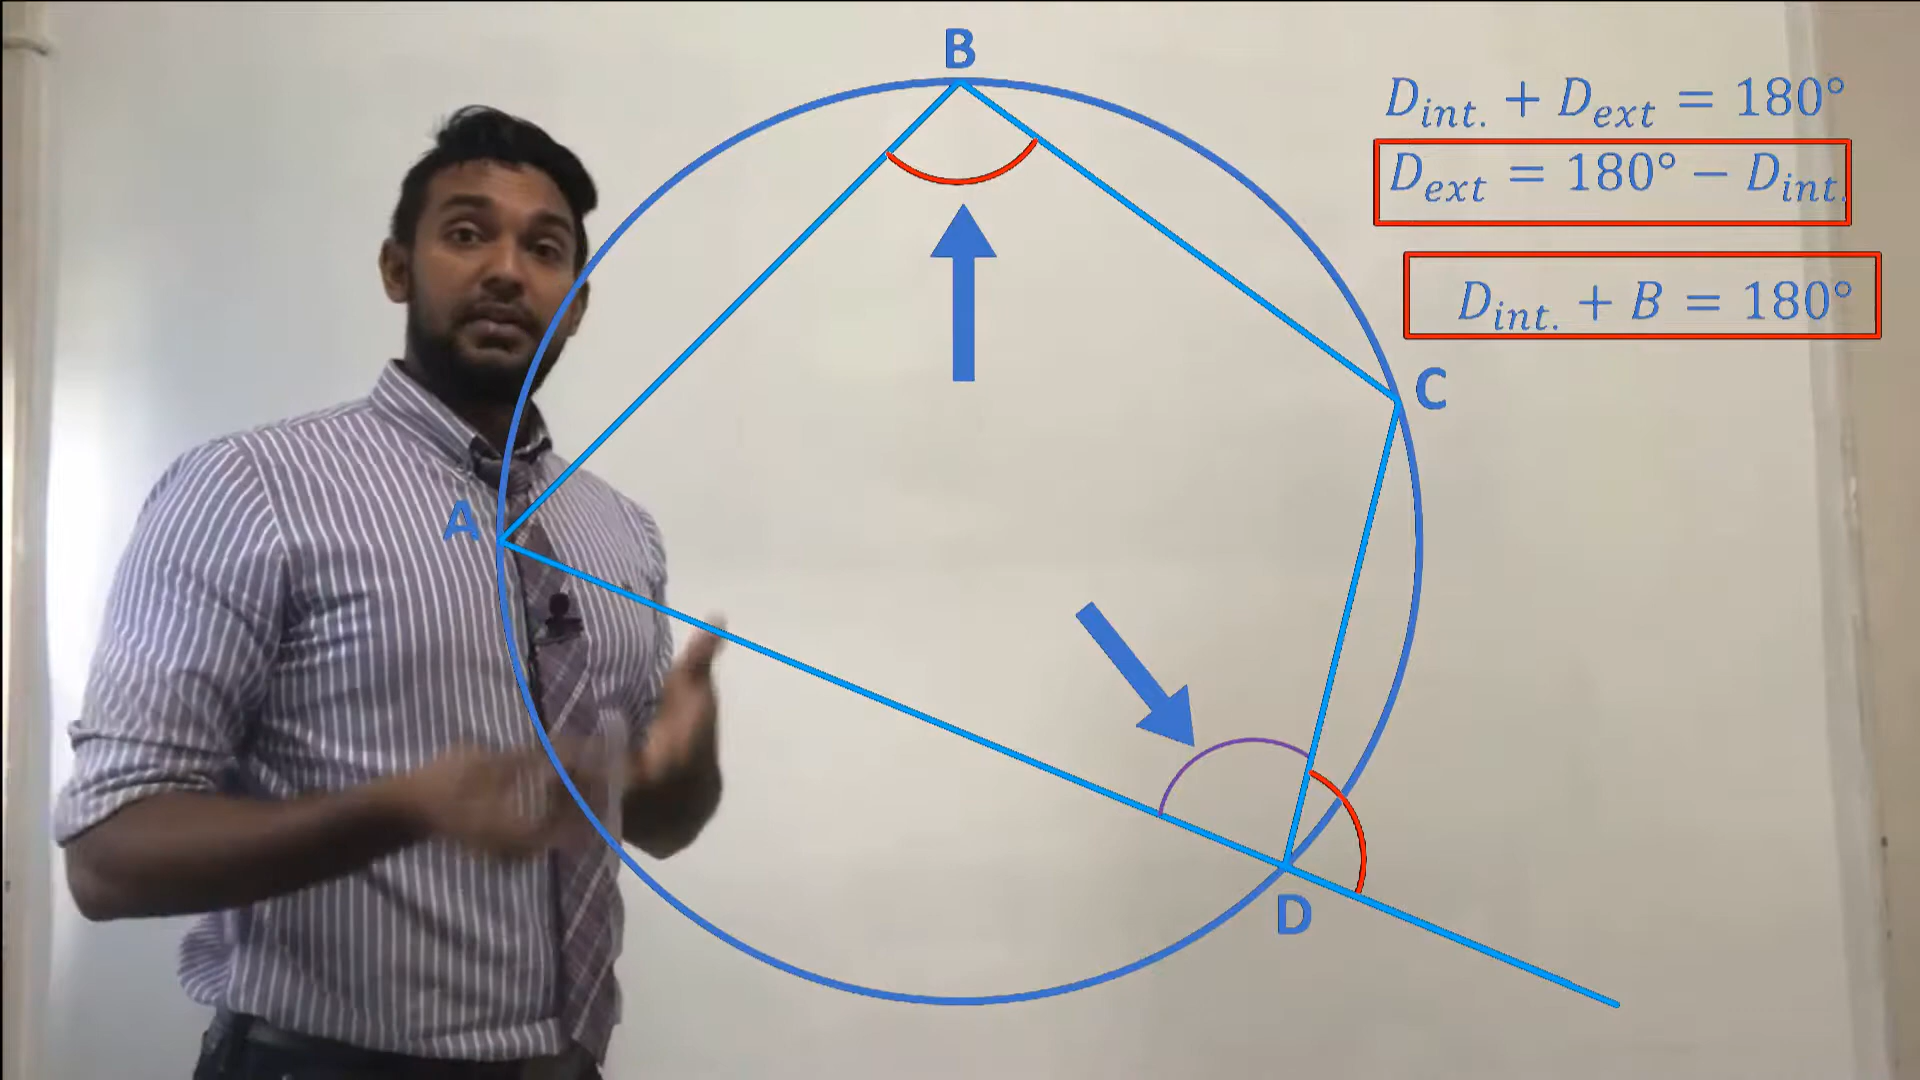 B
D_int. + D_ext = 180°
D_ext = 180° − D_int.
D_int. + B = 180°
C
A
D